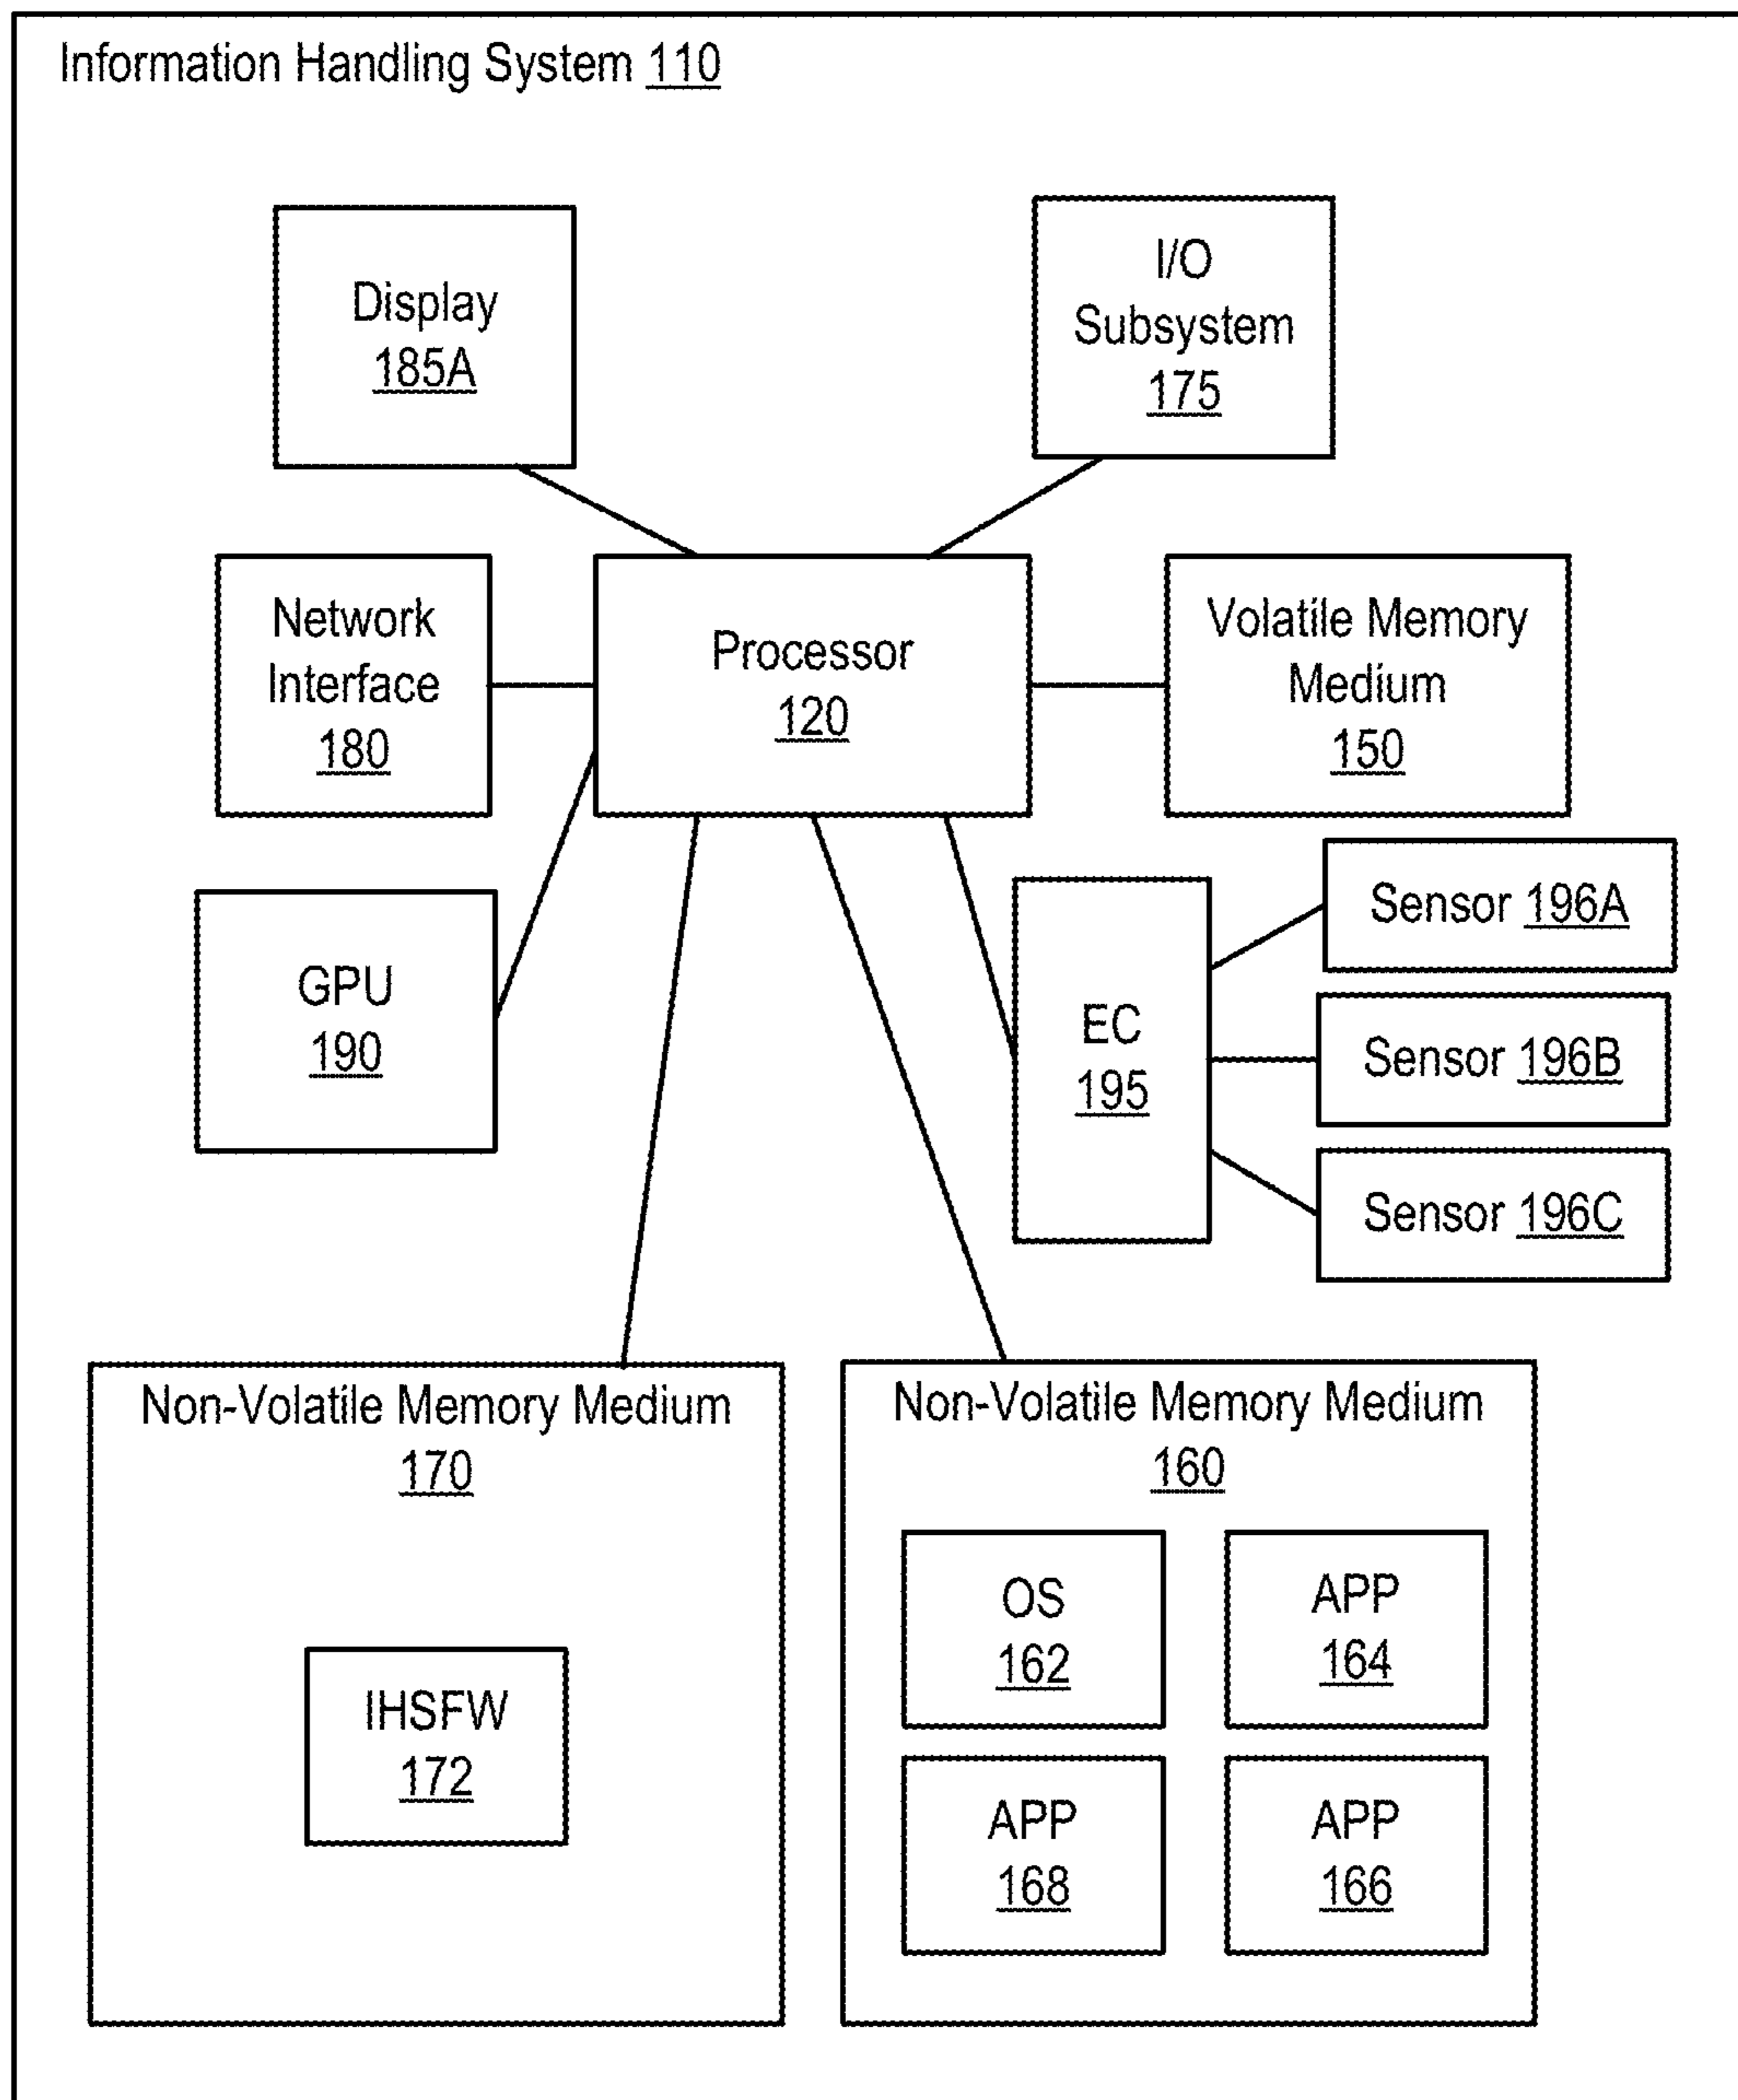 Information Handling System 110
Display
185A
I/O
Subsystem
175
Network
Interface
180
Processor
120
Volatile Memory
Medium
150
GPU
190
EC
195
Sensor 196A
Sensor 196B
Sensor 196C
Non-Volatile Memory Medium
170
IHSFW
172
Non-Volatile Memory Medium
160
OS
162
APP
164
APP
168
APP
166